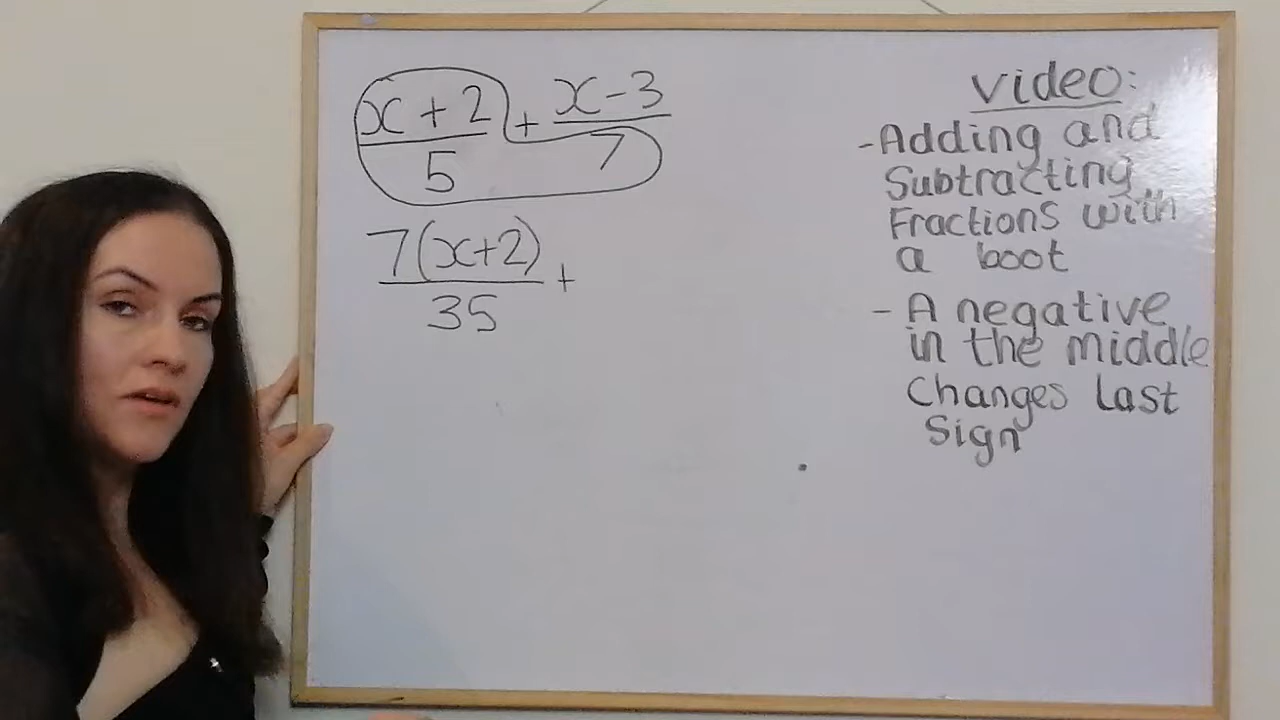 x + 2 + x - 3
5 7
7(x+2) +
35
Video:
- Adding and
Subtracting
Fractions with
a boot
- A negative
in the middle
Changes Last
Sign